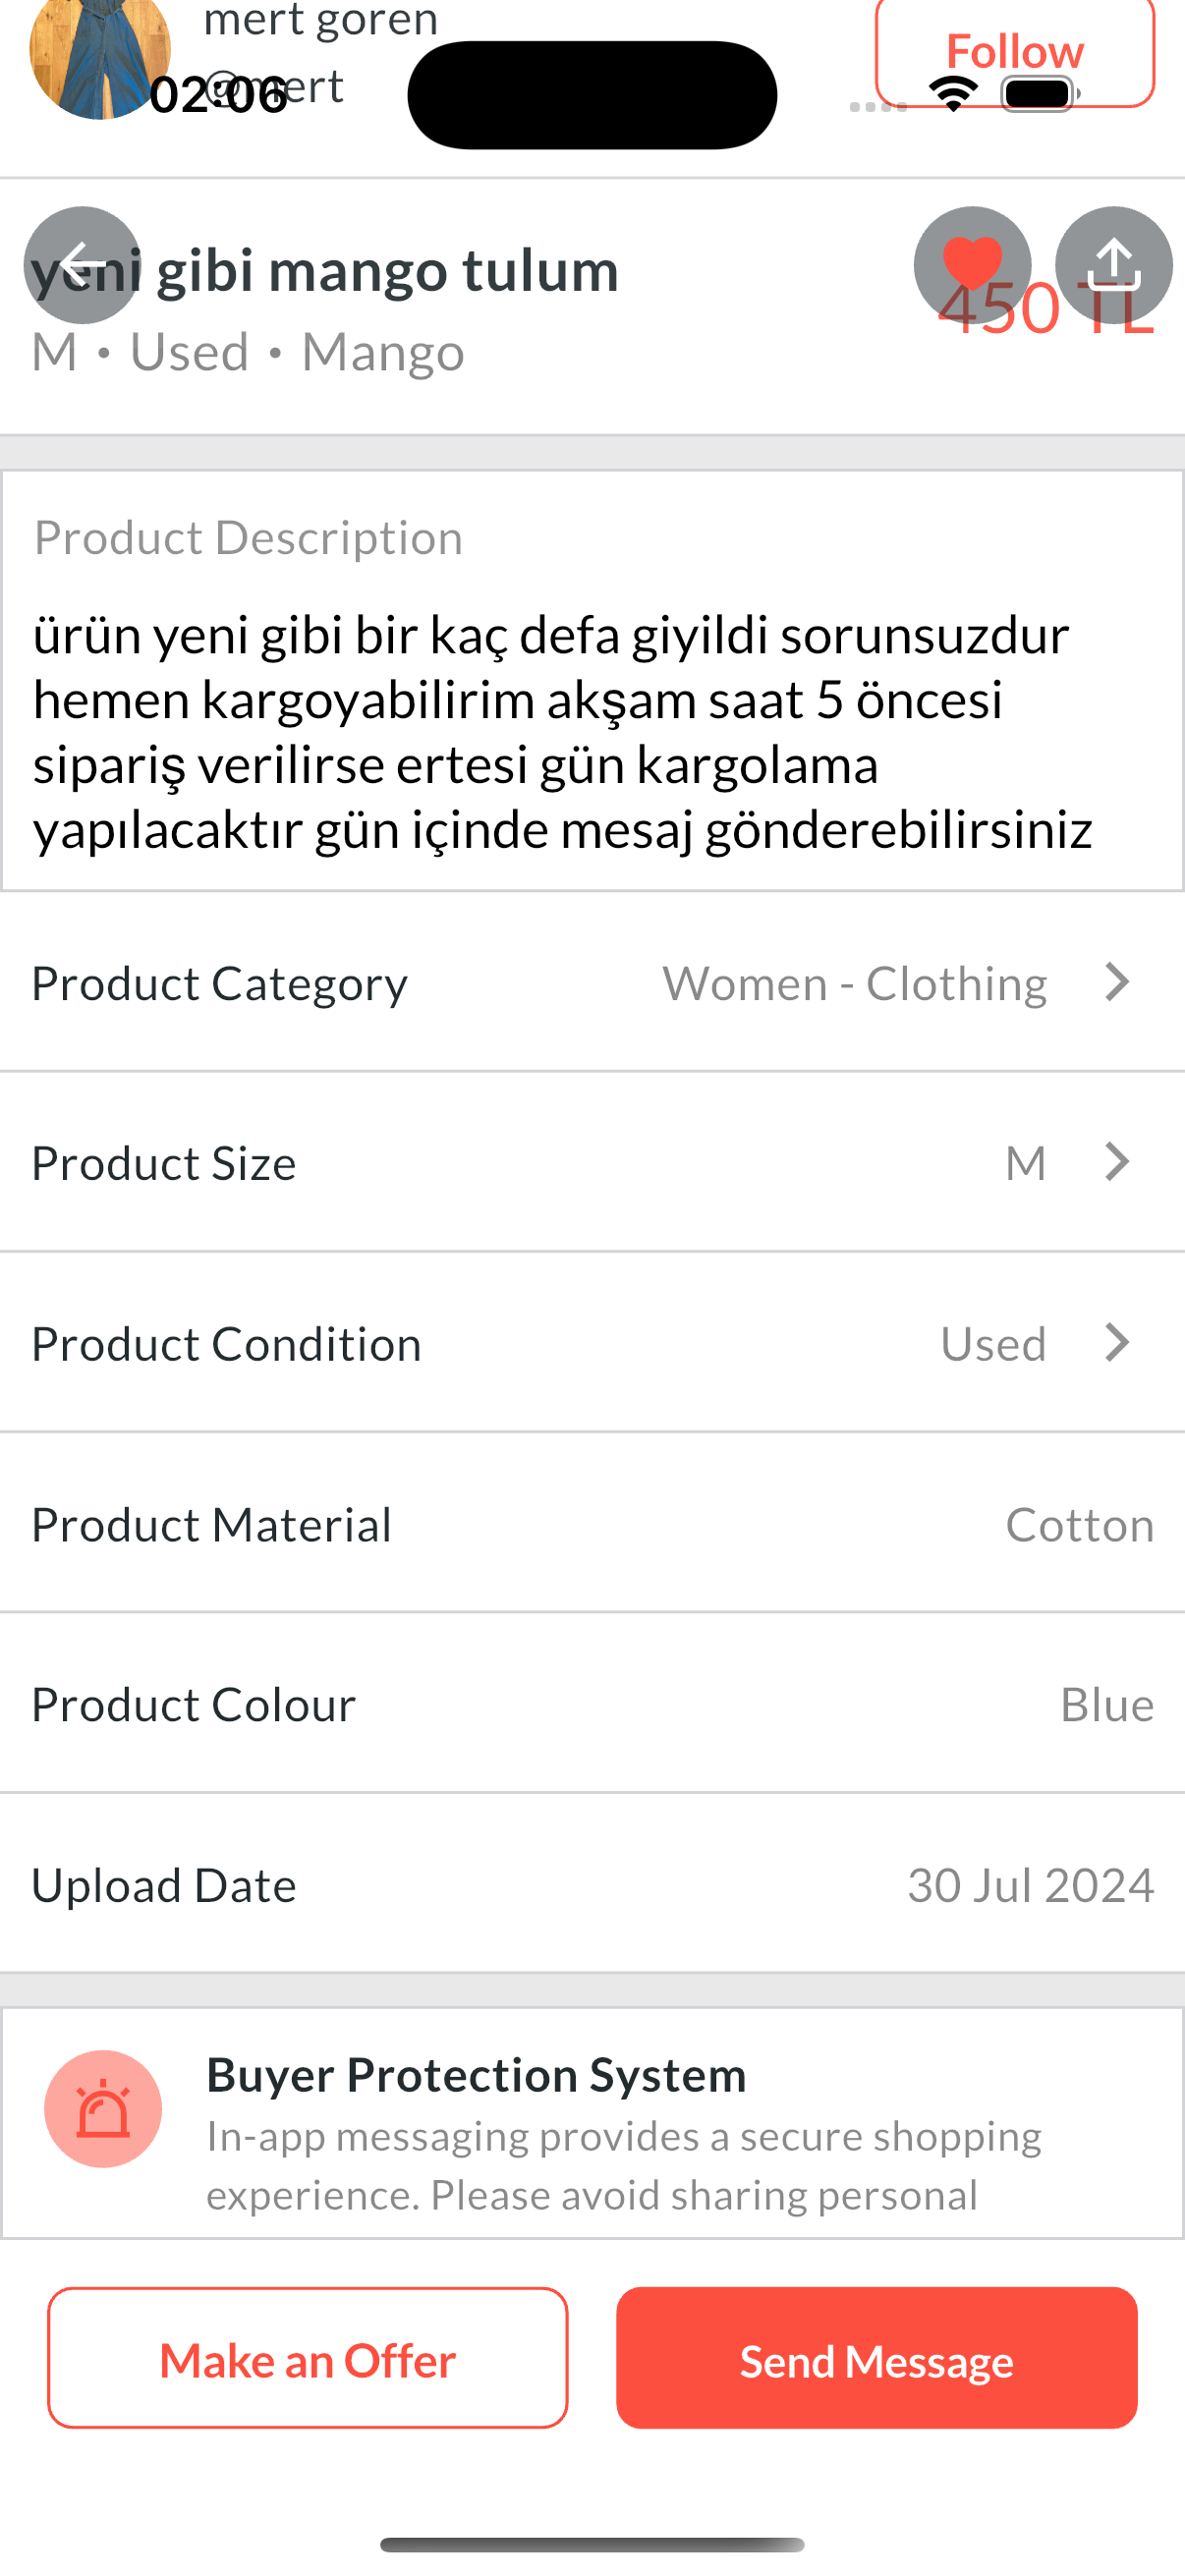 mert goren
@mert
Follow
02:06
yeni gibi mango tulum
450 TL
M • Used • Mango
Product Description
ürün yeni gibi bir kaç defa giyildi sorunsuzdur
hemen kargoyabilirim akşam saat 5 öncesi
sipariş verilirse ertesi gün kargolama
yapılacaktır gün içinde mesaj gönderebilirsiniz
Product Category Women - Clothing
Product Size M
Product Condition Used
Product Material Cotton
Product Colour Blue
Upload Date 30 Jul 2024
Buyer Protection System
In-app messaging provides a secure shopping
experience. Please avoid sharing personal
Make an Offer Send Message